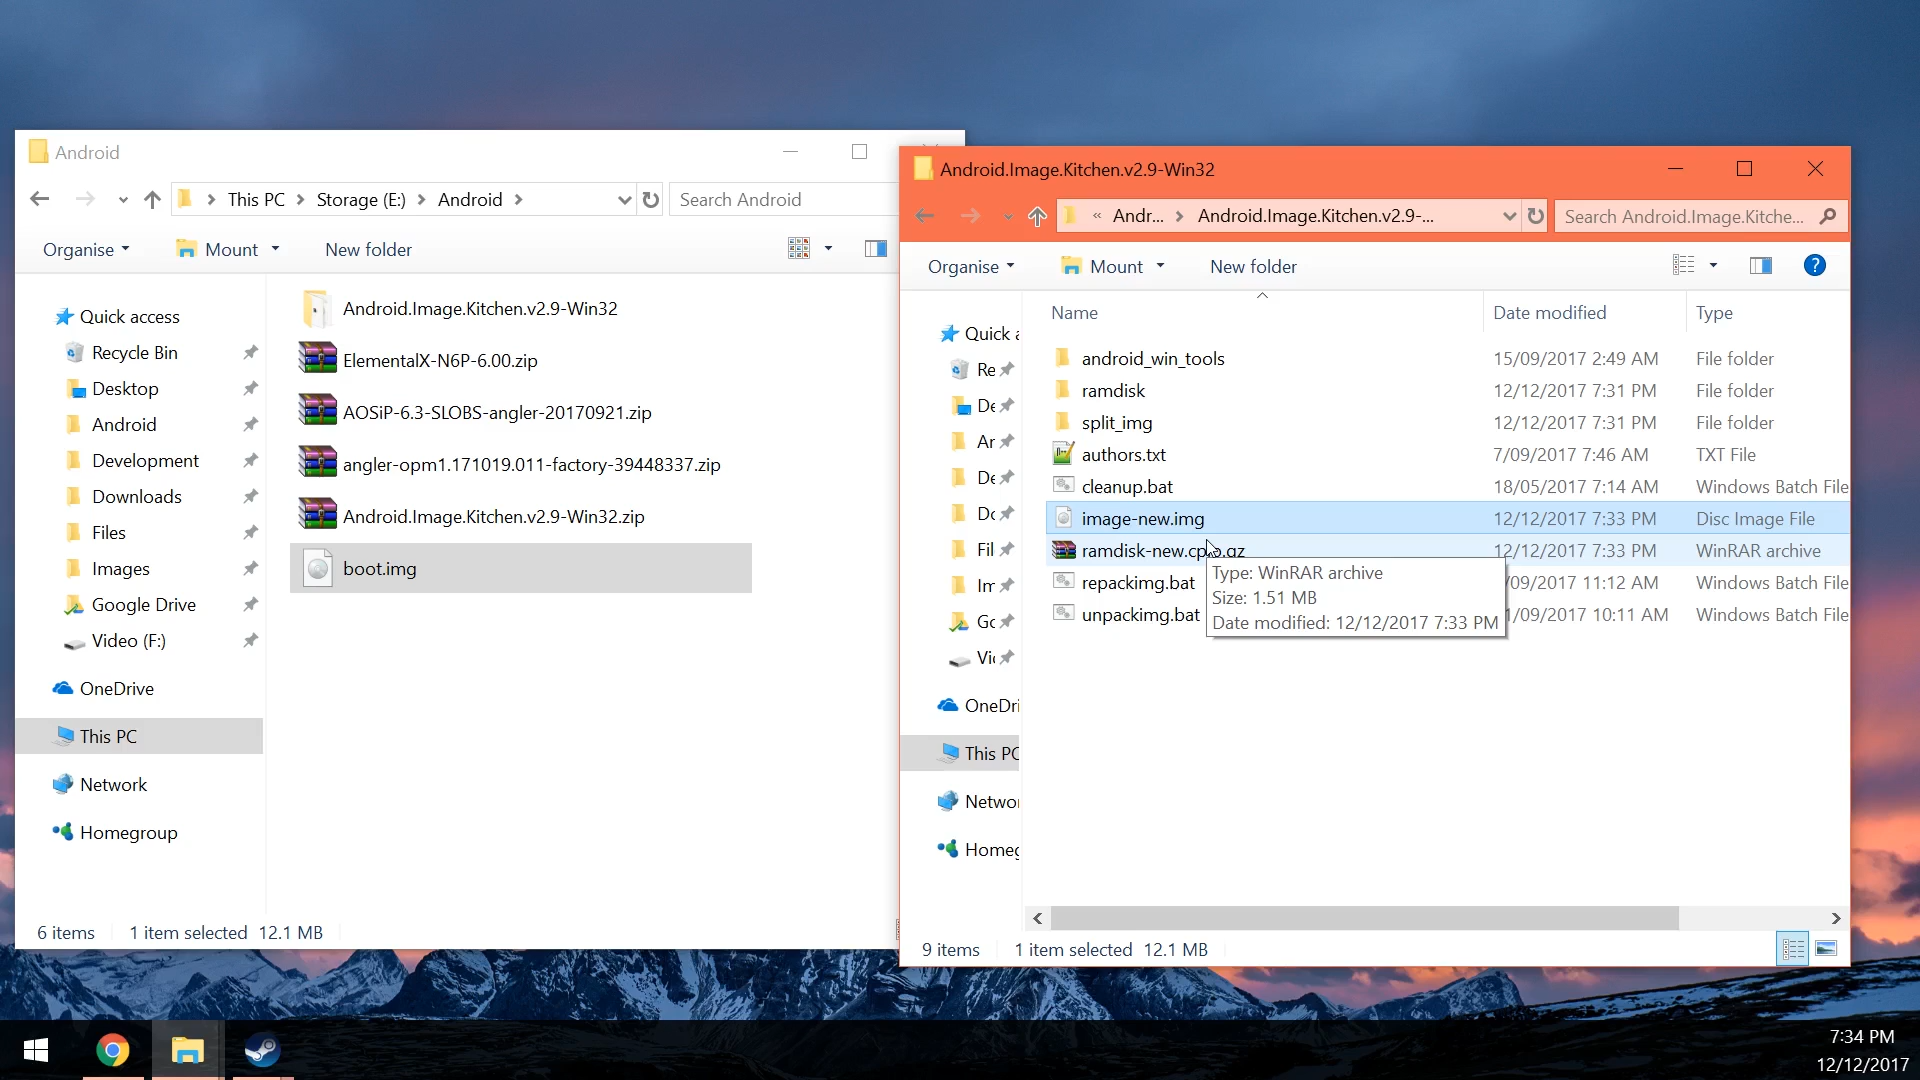 Android
This PC
Storage (E:)
Android
Search Android
Organise
Mount
New folder
Quick access
Recycle Bin
Desktop
Android
Development
Downloads
Files
Images
Google Drive
Video (F:)
OneDrive
This PC
Network
Homegroup
Android.Image.Kitchen.v2.9-Win32
ElementalX-N6P-6.00.zip
AOSiP-6.3-SLOBS-angler-20170921.zip
angler-opm1.171019.011-factory-39448337.zip
Android.Image.Kitchen.v2.9-Win32.zip
boot.img
6 items 1 item selected 12.1 MB
Android.Image.Kitchen.v2.9-Win32
« Andr... Android.Image.Kitchen.v2.9-...
Search Android.Image.Kitche...
Organise
Mount
New folder
?
Quick a
Re
De
Ar
De
Do
Fil
Im
Go
Vi
OneDri
This PC
Networ
Homeg
Name Date modified Type
android_win_tools 15/09/2017 2:49 AM File folder
ramdisk 12/12/2017 7:31 PM File folder
split_img 12/12/2017 7:31 PM File folder
authors.txt 7/09/2017 7:46 AM TXT File
cleanup.bat 18/05/2017 7:14 AM Windows Batch File
image-new.img 12/12/2017 7:33 PM Disc Image File
ramdisk-new.cpio.gz 12/12/2017 7:33 PM WinRAR archive
repackimg.bat /09/2017 11:12 AM Windows Batch File
unpackimg.bat 1/09/2017 10:11 AM Windows Batch File
Type: WinRAR archive
Size: 1.51 MB
Date modified: 12/12/2017 7:33 PM
9 items 1 item selected 12.1 MB
7:34 PM
12/12/2017